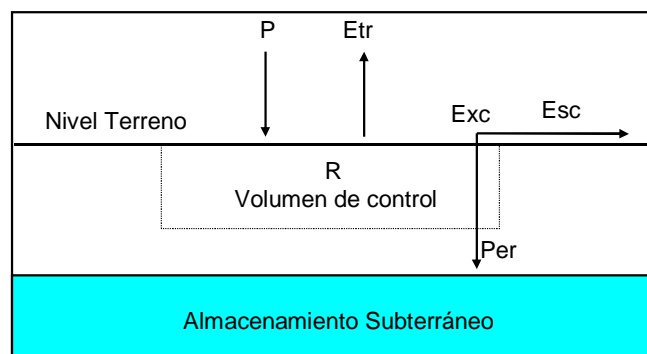 P
Etr
Nivel Terreno
Exc
Esc
R
Volumen de control
Per
Almacenamiento Subterráneo